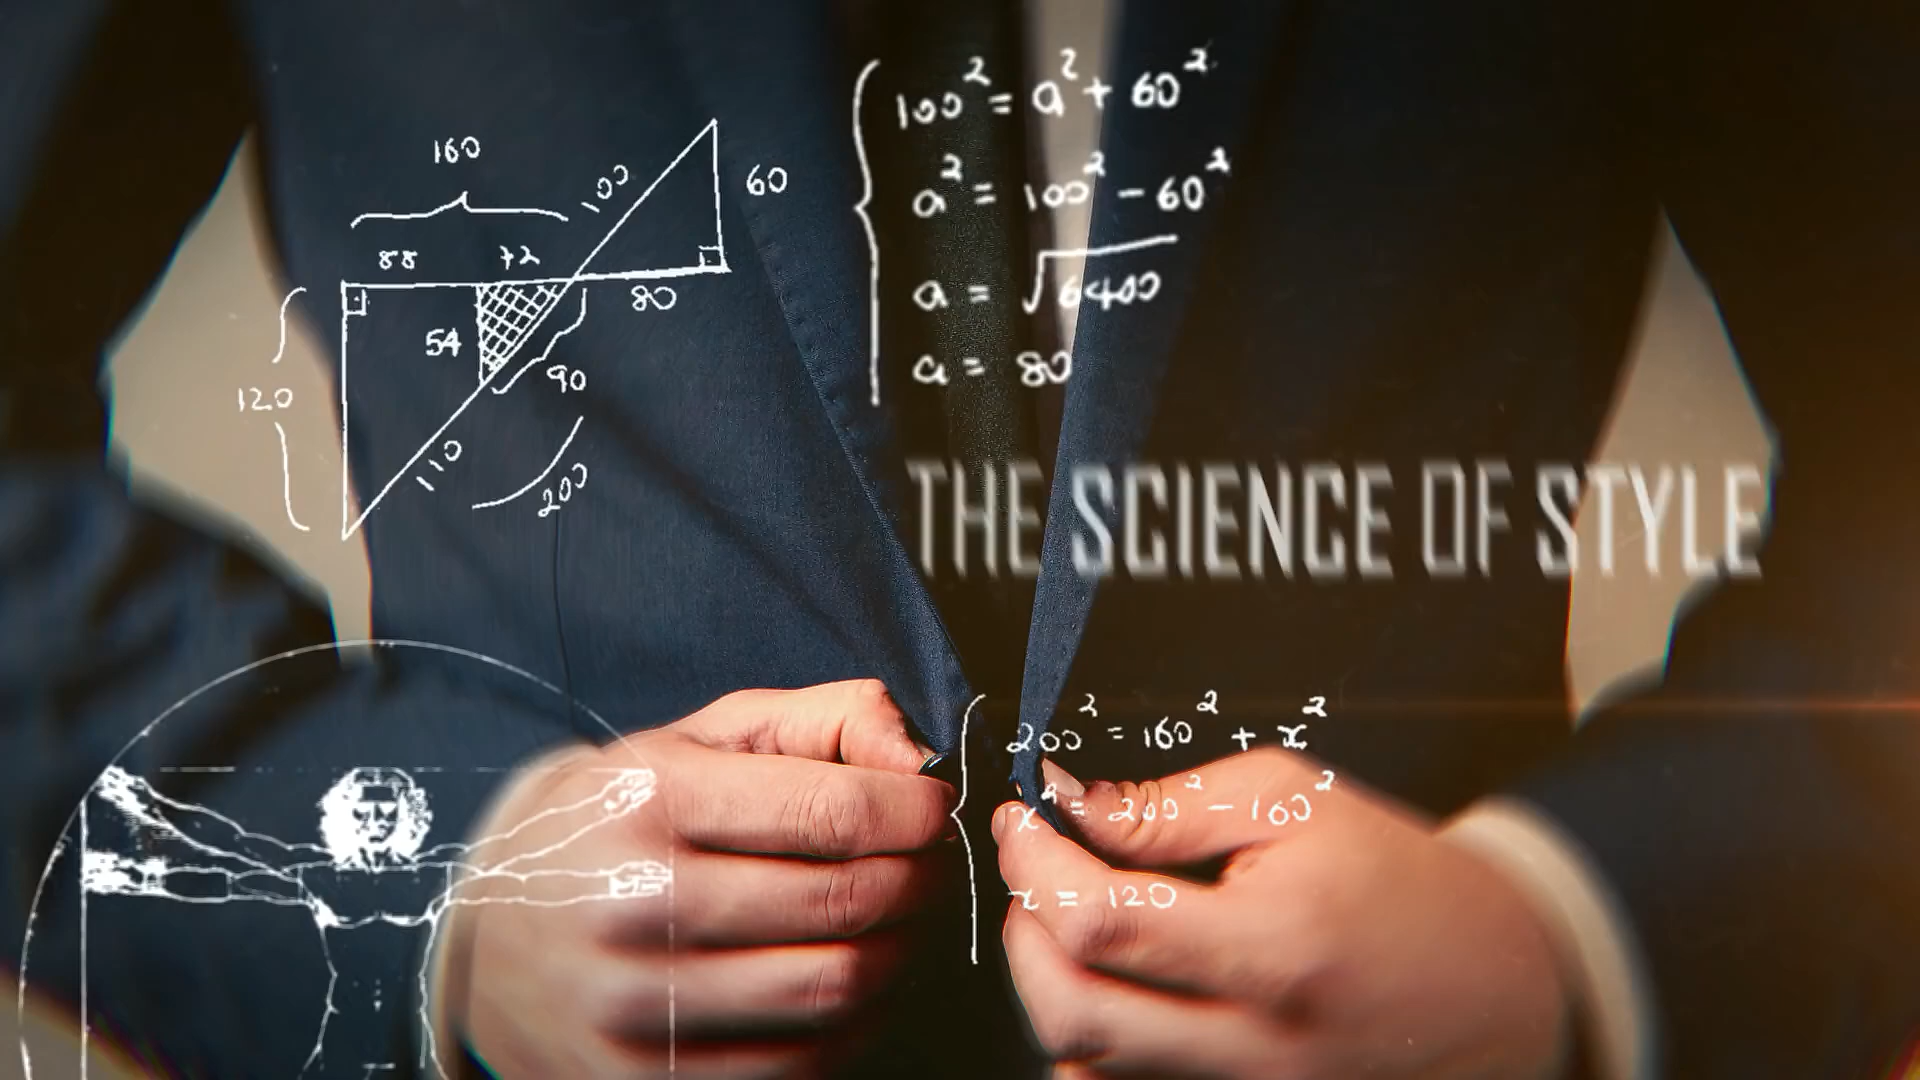 160
100
60
88
72
80
54
90
120
110
200
100² = a² + 60²
a² = 100² - 60²
a = √6400
a = 80
THE SCIENCE OF STYLE
200² = 160² + x²
x² = 200² - 160²
x = 120